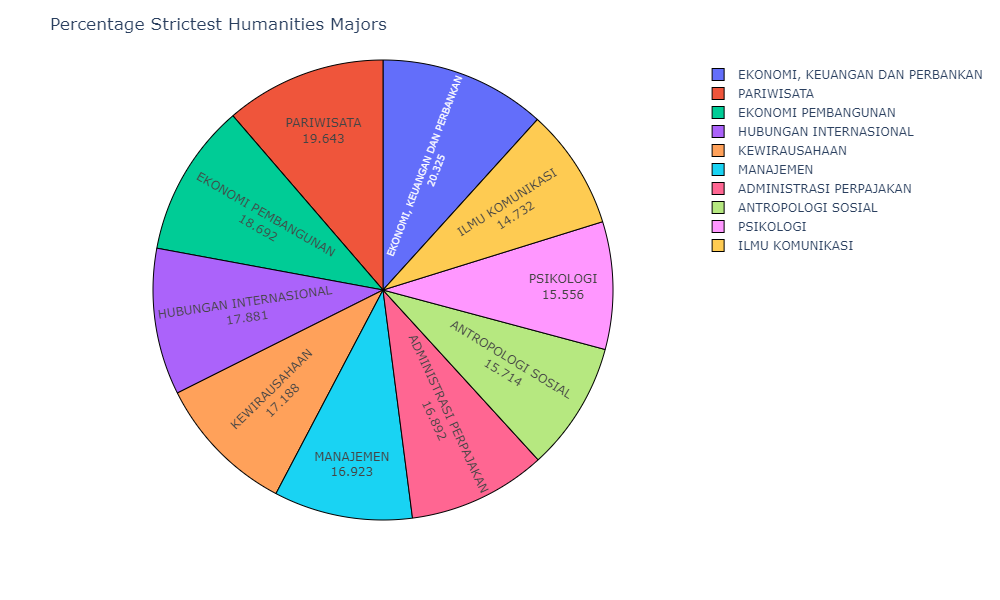 Percentage Strictest Humanities Majors
PARIWISATA
19.643
EKONOMI, KEUANGAN DAN PERBANKAN
20.325
EKONOMI PEMBANGUNAN
18.692
ILMU KOMUNIKASI
14.732
HUBUNGAN INTERNASIONAL
17.881
PSIKOLOGI
15.556
KEWIRAUSAHAAN
17.188
ANTROPOLOGI SOSIAL
15.714
MANAJEMEN
16.923
ADMINISTRASI PERPAJAKAN
16.892
EKONOMI, KEUANGAN DAN PERBANKAN
PARIWISATA
EKONOMI PEMBANGUNAN
HUBUNGAN INTERNASIONAL
KEWIRAUSAHAAN
MANAJEMEN
ADMINISTRASI PERPAJAKAN
ANTROPOLOGI SOSIAL
PSIKOLOGI
ILMU KOMUNIKASI